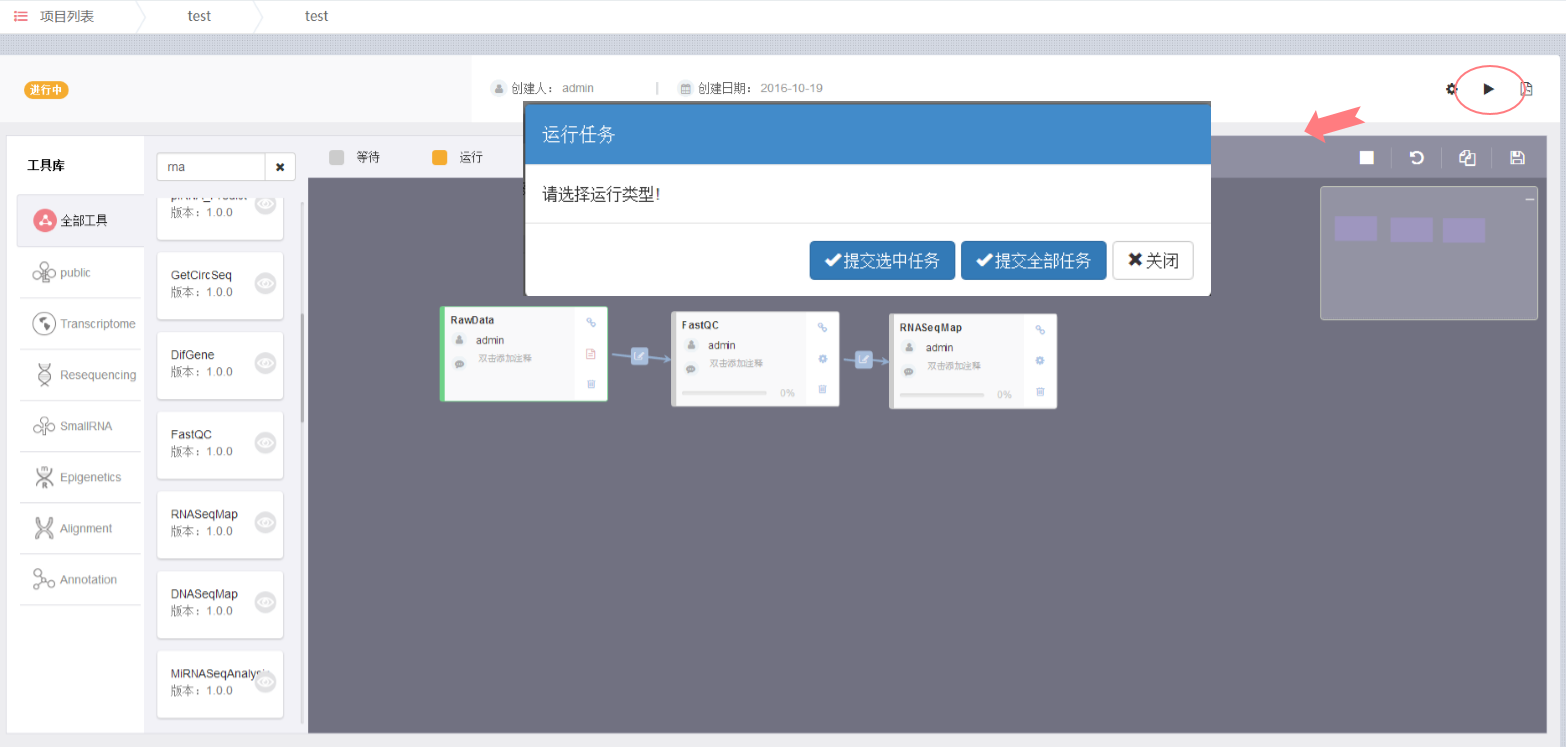 项目列表 test test
进行中
创建人： admin | 创建日期： 2016-10-19
运行任务
请选择运行类型!
提交选中任务 提交全部任务 关闭
工具库
全部工具
public
Transcriptome
Resequencing
SmallRNA
Epigenetics
Alignment
Annotation
ma
版本：1.0.0
GetCircSeq
版本：1.0.0
DifGene
版本：1.0.0
FastQC
版本：1.0.0
RNASeqMap
版本：1.0.0
DNASeqMap
版本：1.0.0
MiRNASeqAnalysis
版本：1.0.0
等待 运行
RawData
admin
双击添加注释
FastQC
admin
双击添加注释
0%
RNASeqMap
admin
双击添加注释
0%